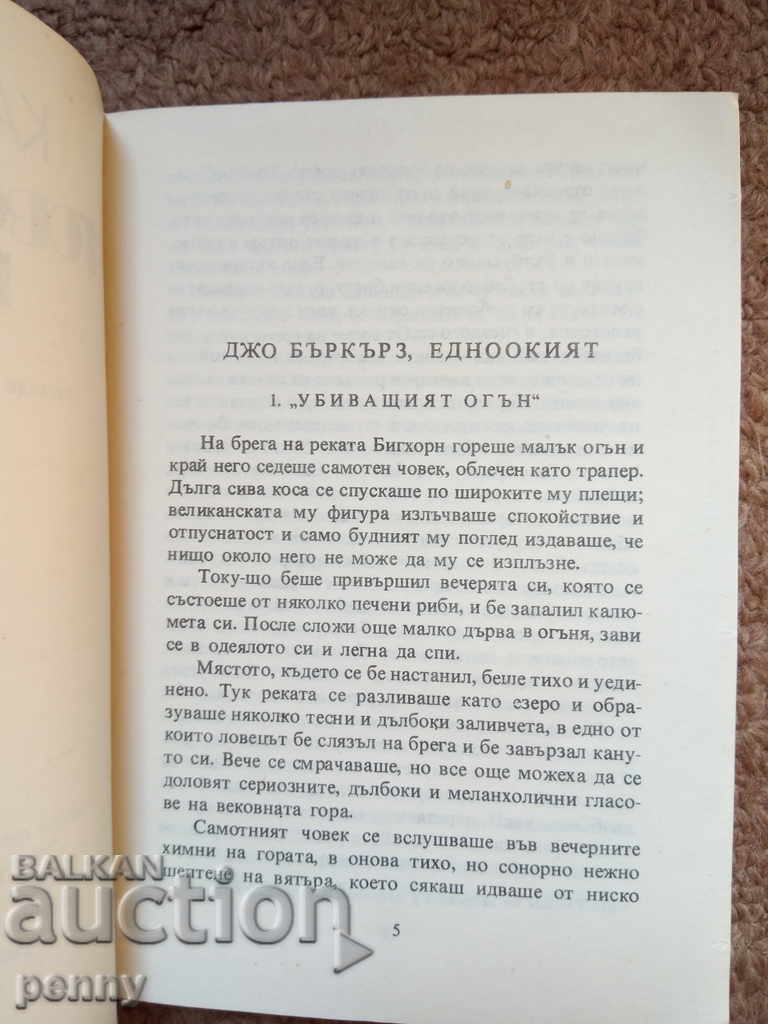 ДЖО БЪРКЪРЗ, ЕДНООКИЯТ
1. „УБИВАЩИЯТ ОГЪН“
На брега на реката Бигхорн гореше малък огън и
край него седеше самотен човек, облечен като трапер.
Дълга сива коса се спускаше по широките му плещи;
великанската му фигура излъчваше спокойствие и
отпуснатост и само будният му поглед издаваше, че
нищо около него не може да му се изплъзне.
Току-що беше привършил вечерята си, която се
състоеше от няколко печени риби, и бе запалил калю-
мета си. После сложи още малко дърва в огъня, зави
се в одеялото си и легна да спи.
Мястото, където се бе настанил, беше тихо и уеди-
нено. Тук реката се разливаше като езеро и обра-
зуваше няколко тесни и дълбоки заливчета, в едно от
които ловецът бе слязъл на брега и бе завързал кану-
то си. Вече се смрачаваше, но все още можеха да се
доловят сериозните, дълбоки и меланхолични гласо-
ве на вековната гора.
Самотният човек се вслушваше във вечерните
химни на гората, в онова тихо, но сонорно нежно
шептене на вятъра, което сякаш идваше от ниско
5
BALKAN
auction
penny